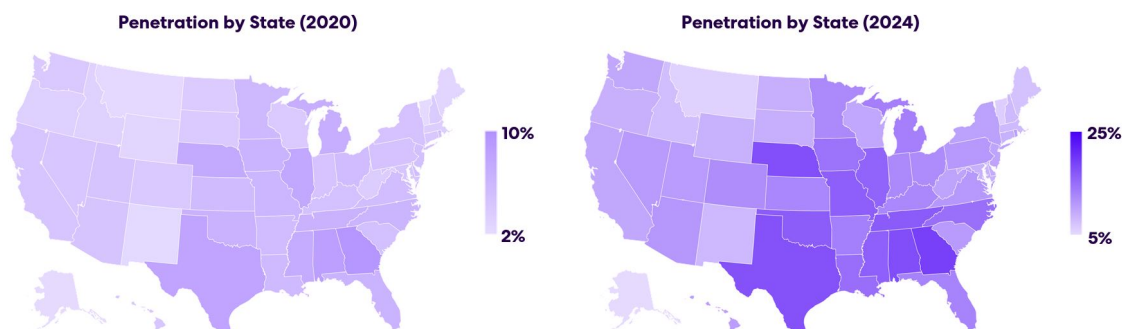 Penetration by State (2020)
10%
2%
Penetration by State (2024)
25%
5%